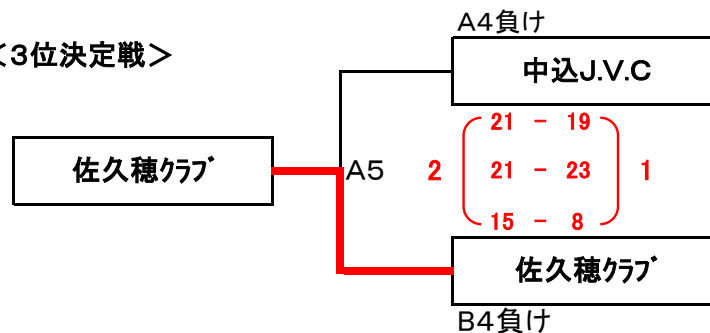 A4負け
<3位決定戦>
中込J.V.C
21 - 19
佐久穂クラブ
A5
2
21 - 23
1
15 - 8
佐久穂クラブ
B4負け